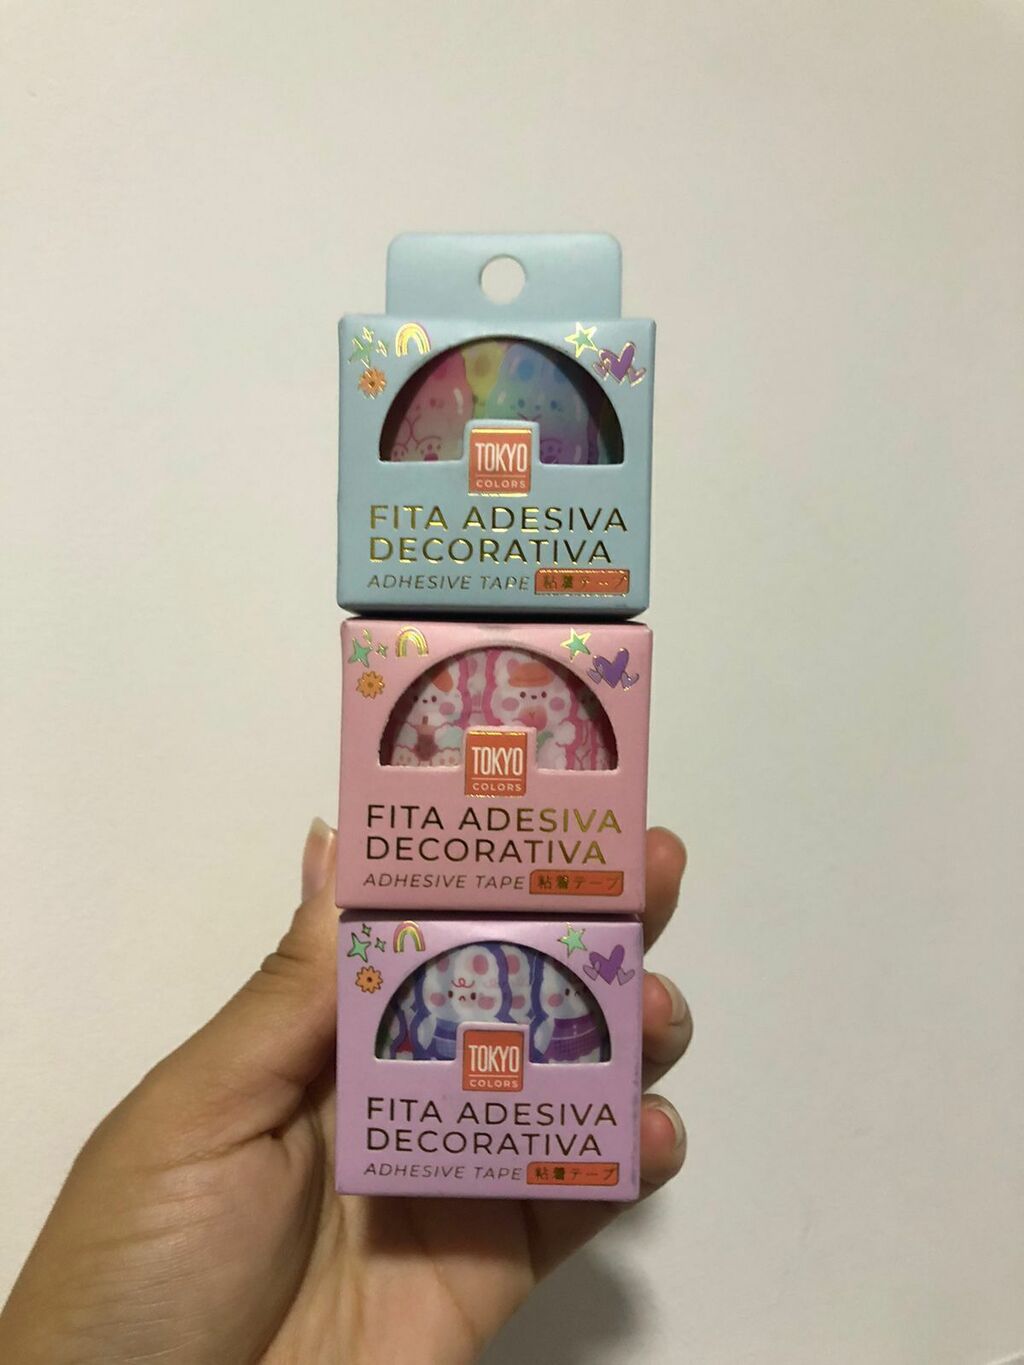 TOKYO
COLORS
FITA ADESIVA
DECORATIVA
ADHESIVE TAPE 粘着テープ
TOKYO
COLORS
FITA ADESIVA
DECORATIVA
ADHESIVE TAPE 粘着テープ
TOKYO
COLORS
FITA ADESIVA
DECORATIVA
ADHESIVE TAPE 粘着テープ